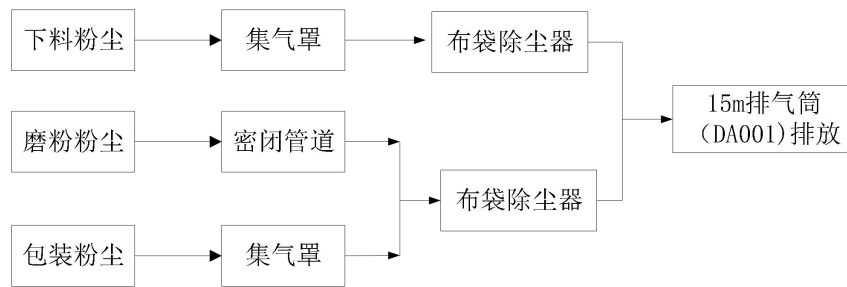 下料粉尘
集气罩
布袋除尘器
15m排气筒
（DA001)排放
磨粉粉尘
密闭管道
布袋除尘器
包装粉尘
集气罩